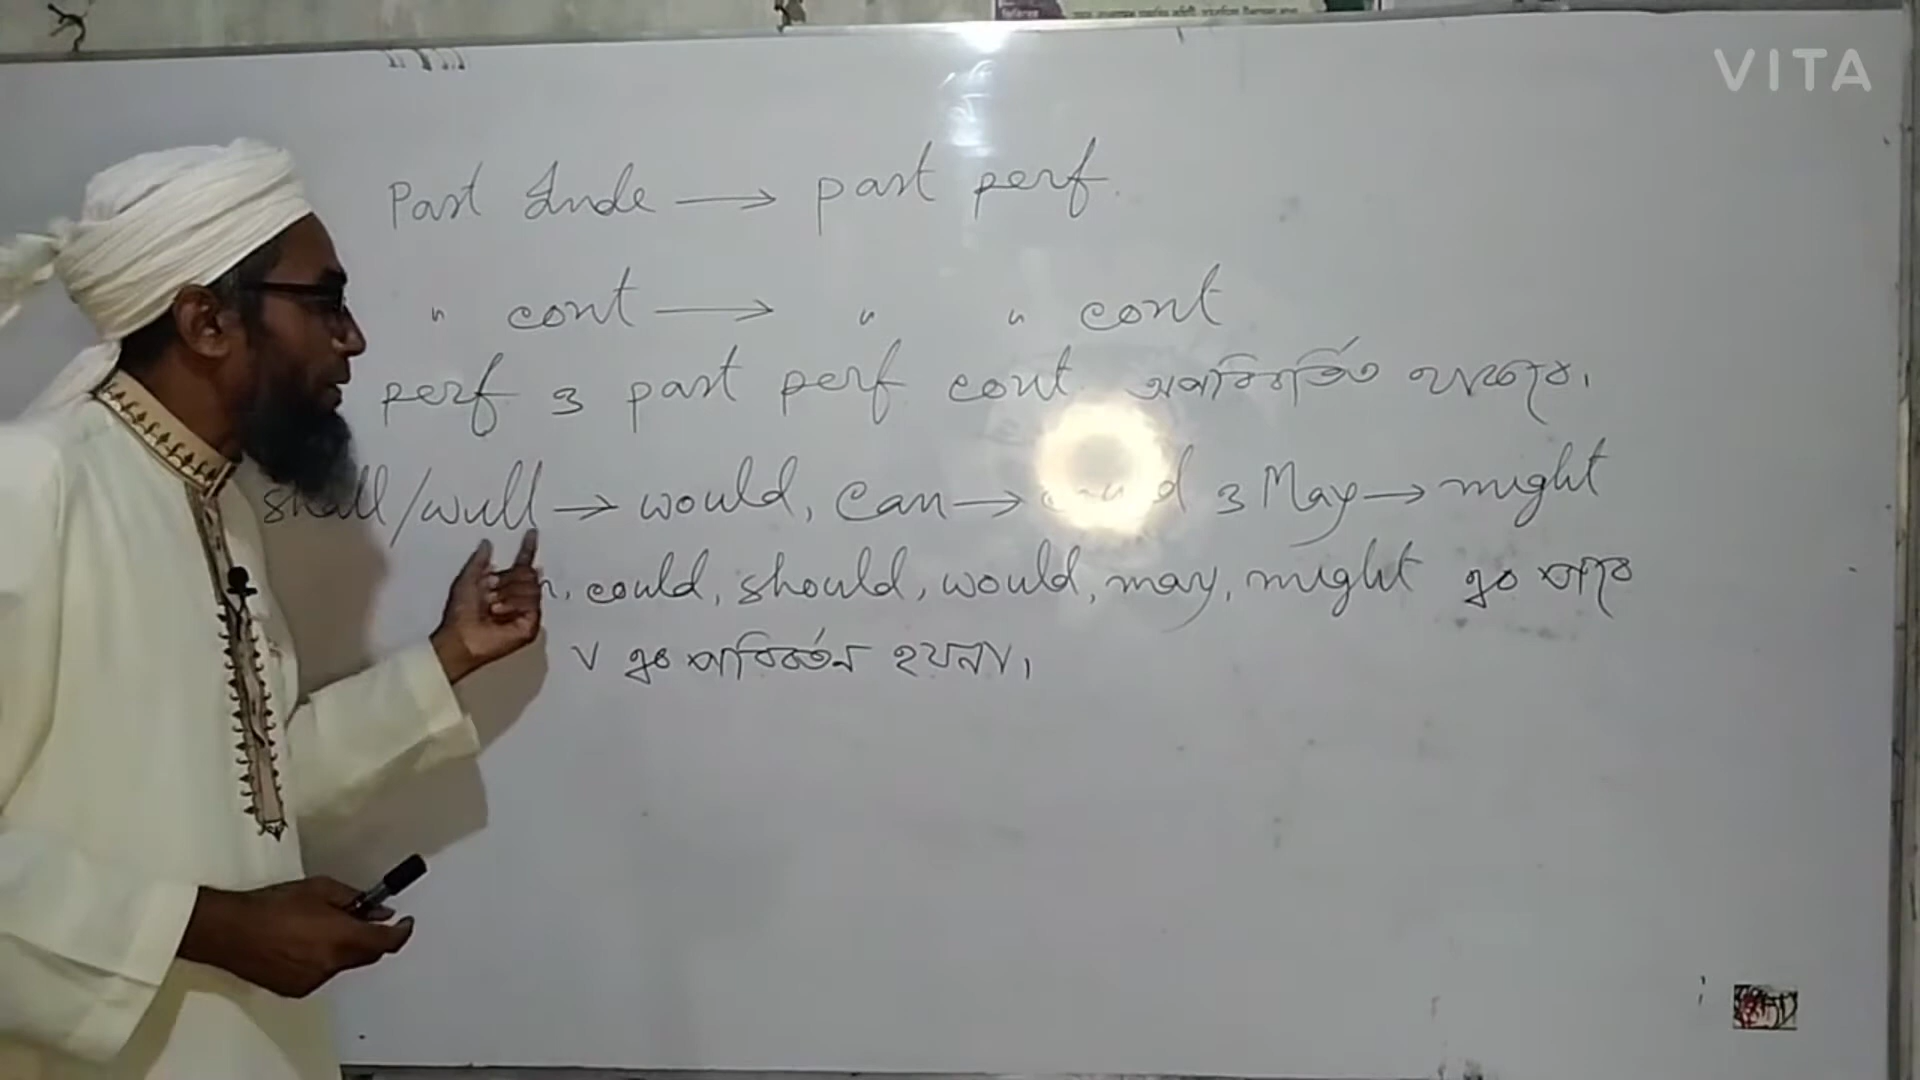 VITA
Past Inde → past perf.
" cont → " " cont
perf ও past perf cont অপরিবর্তিত থাকবে।
shall/will → would, can → ও May → might
could, should, would, may, might এর পরে
V এর পরিবর্তন হয়না।